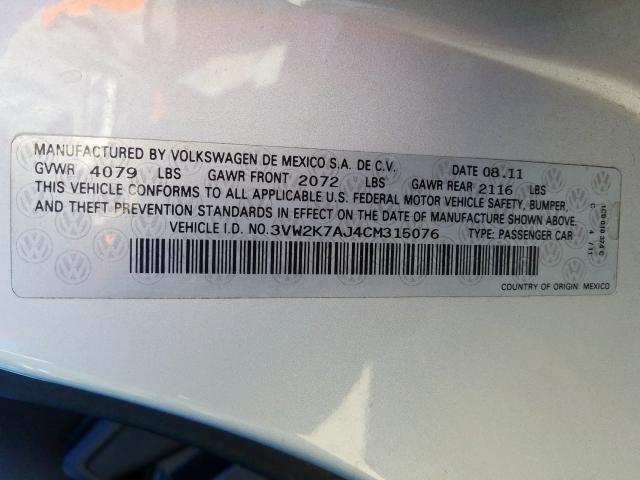 MANUFACTURED BY VOLKSWAGEN DE MEXICO S.A. DE C.V. DATE 08.11
GVWR 4079 LBS GAWR FRONT 2072 LBS GAWR REAR 2116 LBS
THIS VEHICLE CONFORMS TO ALL APPLICABLE U.S. FEDERAL MOTOR VEHICLE SAFETY, BUMPER,
AND THEFT PREVENTION STANDARDS IN EFFECT ON THE DATE OF MANUFACTURE SHOWN ABOVE.
VEHICLE I.D. NO. 3VW2K7AJ4CM315076 TYPE: PASSENGER CAR
COUNTRY OF ORIGIN: MEXICO
C 4 /11